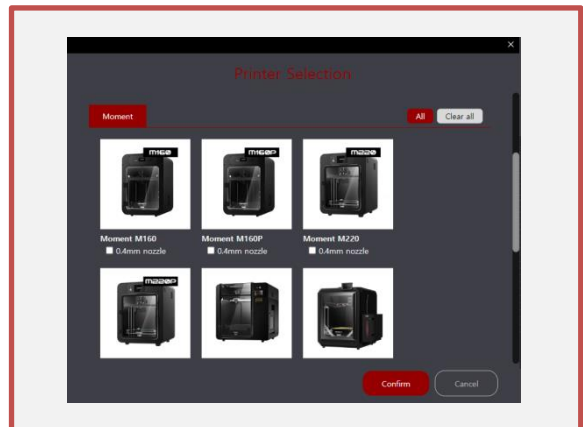 ×
Printer Selection
Moment
All
Clear all
M160
M160P
M220
Moment M160
Moment M160P
Moment M220
0.4mm nozzle
0.4mm nozzle
0.4mm nozzle
M220P
Confirm
Cancel